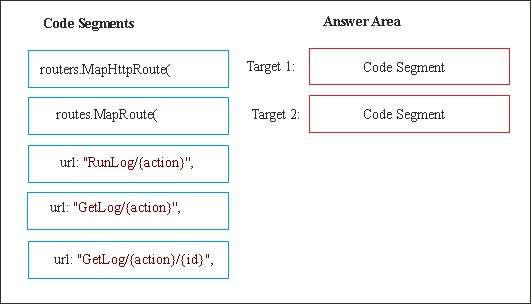 Code Segments
Answer Area
routers.MapHttpRoute(
Target 1:
Code Segment
routes.MapRoute(
Target 2:
Code Segment
url: "RunLog/{action}",
url: "GetLog/{action}",
url: "GetLog/{action}/{id}",